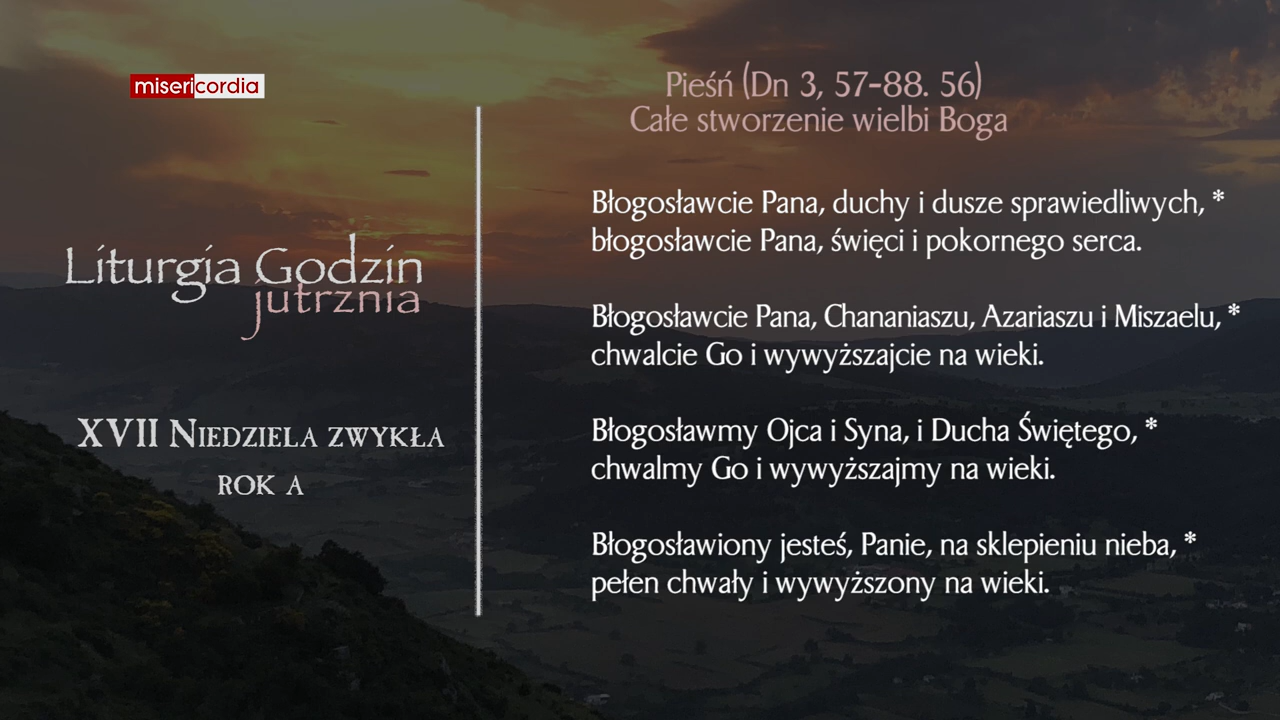 misericordia
Liturgia Godzin
jutrznia
XVII Niedziela zwykła
rok A
Pieśń (Dn 3, 57-88. 56)
Całe stworzenie wielbi Boga
Błogosławcie Pana, duchy i dusze sprawiedliwych, *
błogosławcie Pana, święci i pokornego serca.
Błogosławcie Pana, Chananiaszu, Azariaszu i Miszaelu, *
chwalcie Go i wywyższajcie na wieki.
Błogosławmy Ojca i Syna, i Ducha Świętego, *
chwalmy Go i wywyższajmy na wieki.
Błogosławiony jesteś, Panie, na sklepieniu nieba, *
pełen chwały i wywyższony na wieki.